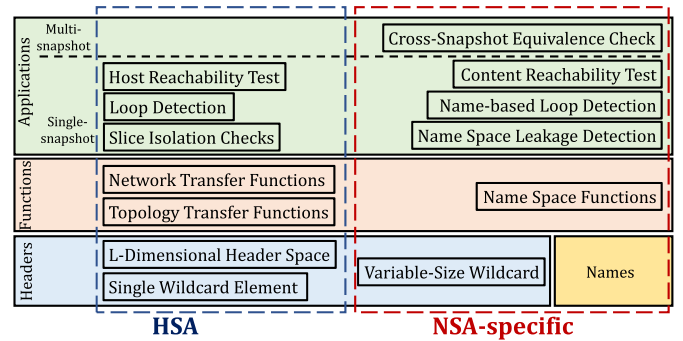 Applications
Multi-
snapshot
Cross-Snapshot Equivalence Check
Single-
snapshot
Host Reachability Test
Content Reachability Test
Loop Detection
Name-based Loop Detection
Slice Isolation Checks
Name Space Leakage Detection
Functions
Network Transfer Functions
Topology Transfer Functions
Name Space Functions
Headers
L-Dimensional Header Space
Single Wildcard Element
Variable-Size Wildcard
Names
HSA
NSA-specific